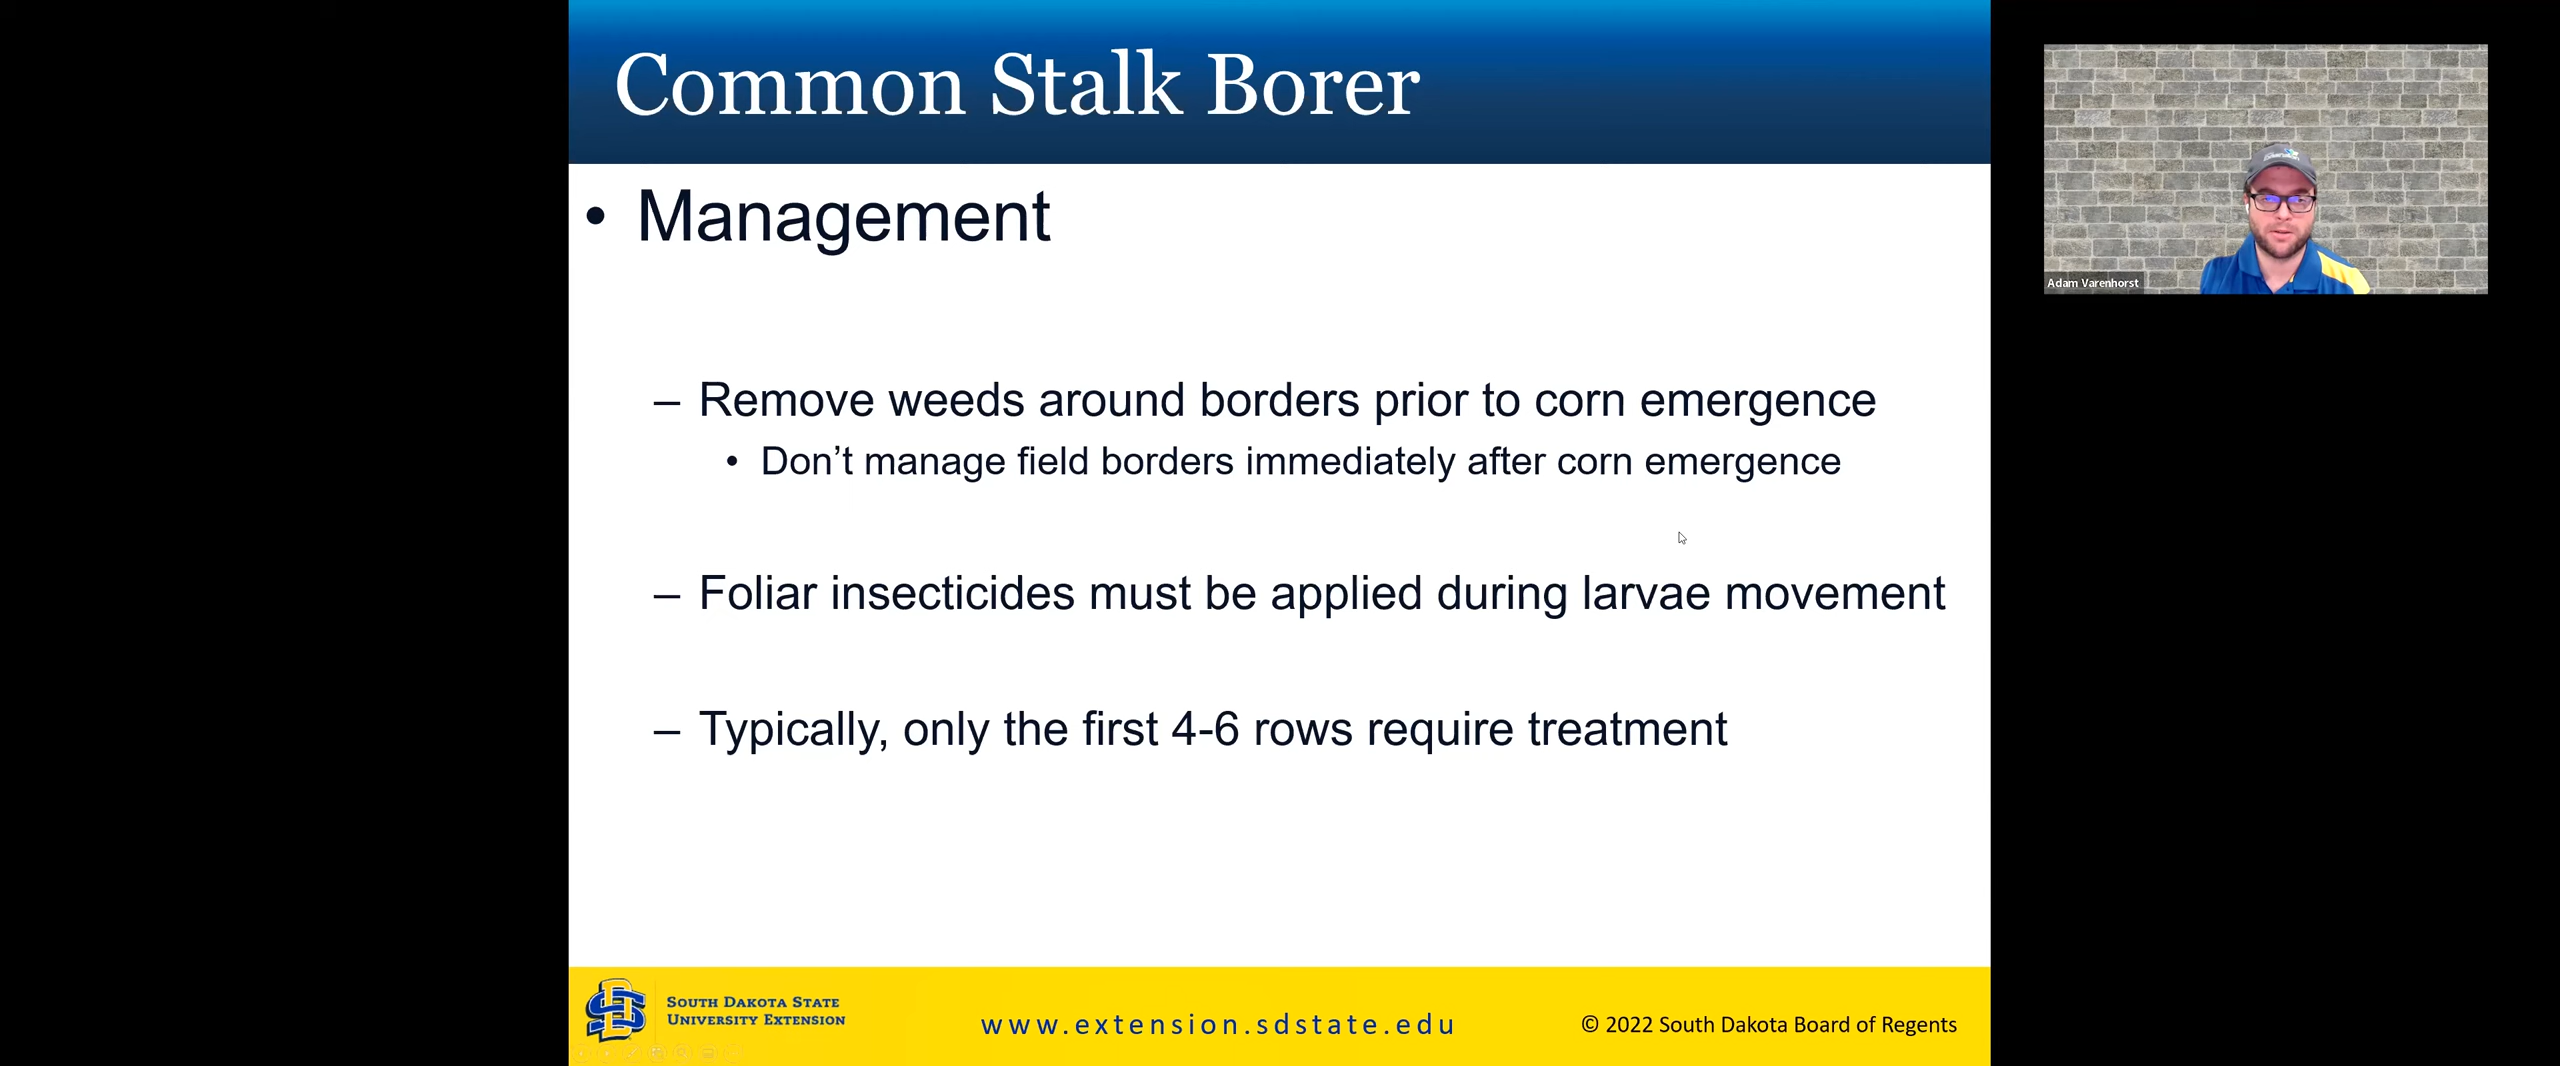 Common Stalk Borer
• Management
– Remove weeds around borders prior to corn emergence
• Don’t manage field borders immediately after corn emergence
– Foliar insecticides must be applied during larvae movement
– Typically, only the first 4-6 rows require treatment
SOUTH DAKOTA STATE
UNIVERSITY EXTENSION
www.extension.sdstate.edu
© 2022 South Dakota Board of Regents
Adam Varenhorst